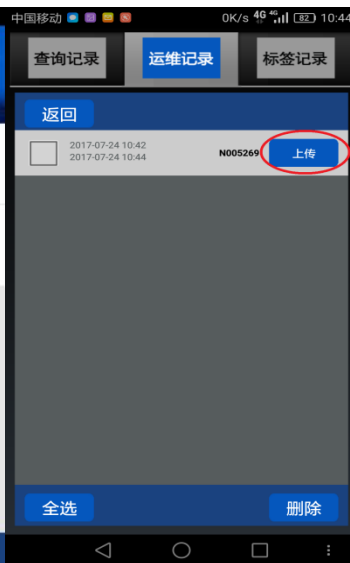 中国移动 0K/s 4G 4G 82 10:44
查询记录 运维记录 标签记录
返回
2017-07-24 10:42
2017-07-24 10:44 N005269 上传
全选 删除